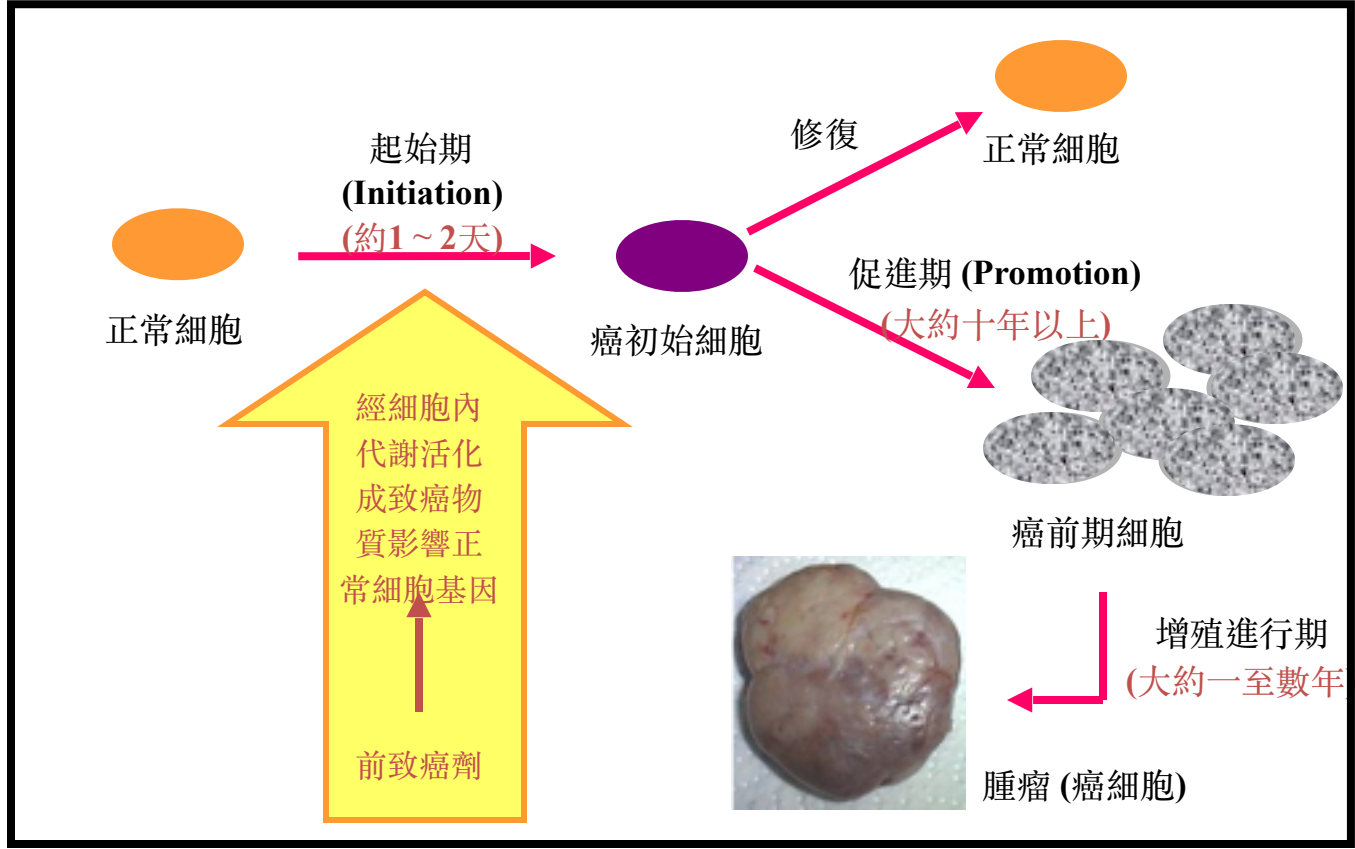 起始期
(Initiation)
(約1 ~ 2天)
正常細胞
癌初始細胞
修復
正常細胞
促進期 (Promotion)
(大約十年以上)
癌前期細胞
經細胞內
代謝活化
成致癌物
質影響正
常細胞基因
前致癌劑
增殖進行期
(大約一至數年)
腫瘤 (癌細胞)